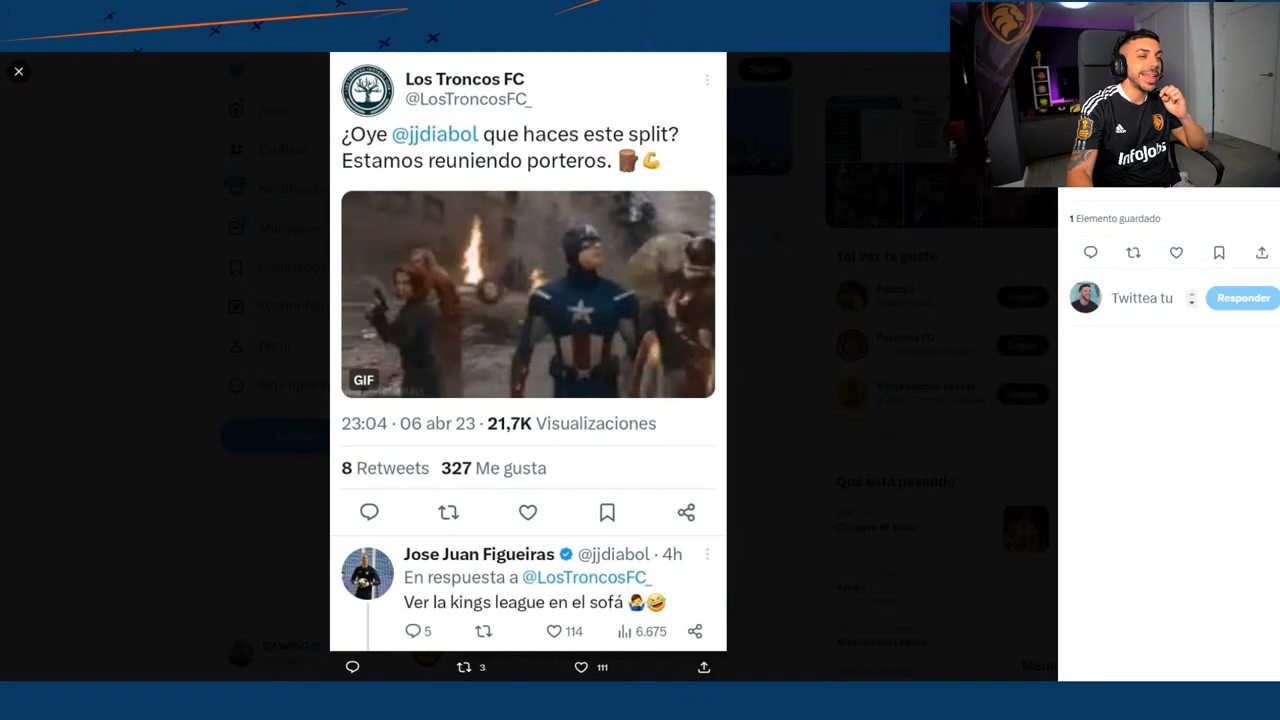 Los Troncos FC
@LosTroncosFC_
¿Oye @jjdiabol que haces este split?
Estamos reuniendo porteros. 🪵💪
GIF
23:04 · 06 abr 23 · 21,7K Visualizaciones
8 Retweets 327 Me gusta
Jose Juan Figueiras @jjdiabol · 4h
En respuesta a @LosTroncosFC_
Ver la kings league en el sofá 🤷‍♂️🤣
5 114 6.675
3 111
InfoJobs
1 Elemento guardado
Twittea tu
Responder
Tal vez te guste
Qué está pasando
Perfil